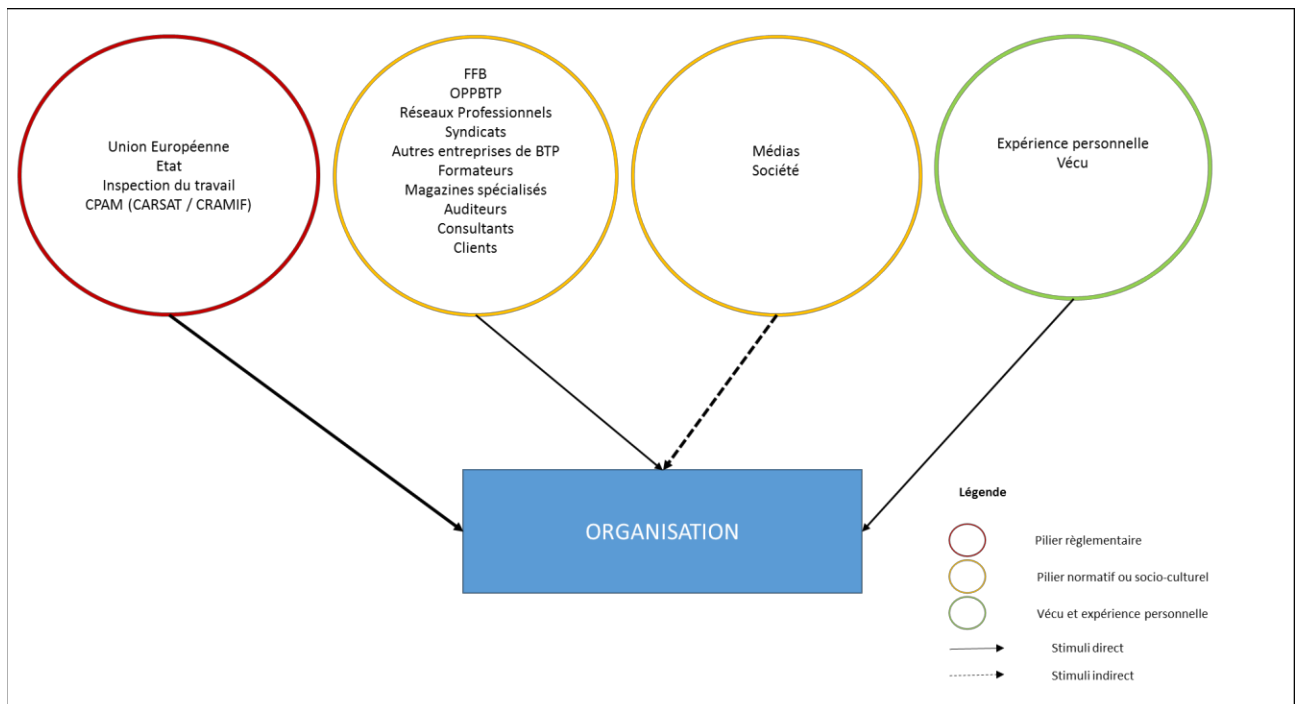 Union Européenne
Etat
Inspection du travail
CPAM (CARSAT / CRAMIF)
FFB
OPPBTP
Réseaux Professionnels
Syndicats
Autres entreprises de BTP
Formateurs
Magazines spécialisés
Auditeurs
Consultants
Clients
Médias
Société
Expérience personnelle
Vécu
ORGANISATION
Légende
Pilier règlementaire
Pilier normatif ou socio-culturel
Vécu et expérience personnelle
Stimuli direct
Stimuli indirect